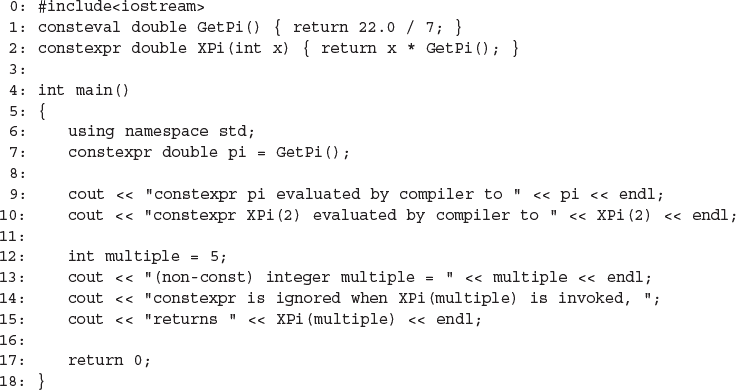 0: #include<iostream>
1: consteval double GetPi() { return 22.0 / 7; }
2: constexpr double XPi(int x) { return x * GetPi(); }
3:
4: int main()
5: {
6:    using namespace std;
7:    constexpr double pi = GetPi();
8:
9:    cout << "constexpr pi evaluated by compiler to " << pi << endl;
10:    cout << "constexpr XPi(2) evaluated by compiler to " << XPi(2) << endl;
11:
12:    int multiple = 5;
13:    cout << "(non-const) integer multiple = " << multiple << endl;
14:    cout << "constexpr is ignored when XPi(multiple) is invoked, ";
15:    cout << "returns " << XPi(multiple) << endl;
16:
17:    return 0;
18: }